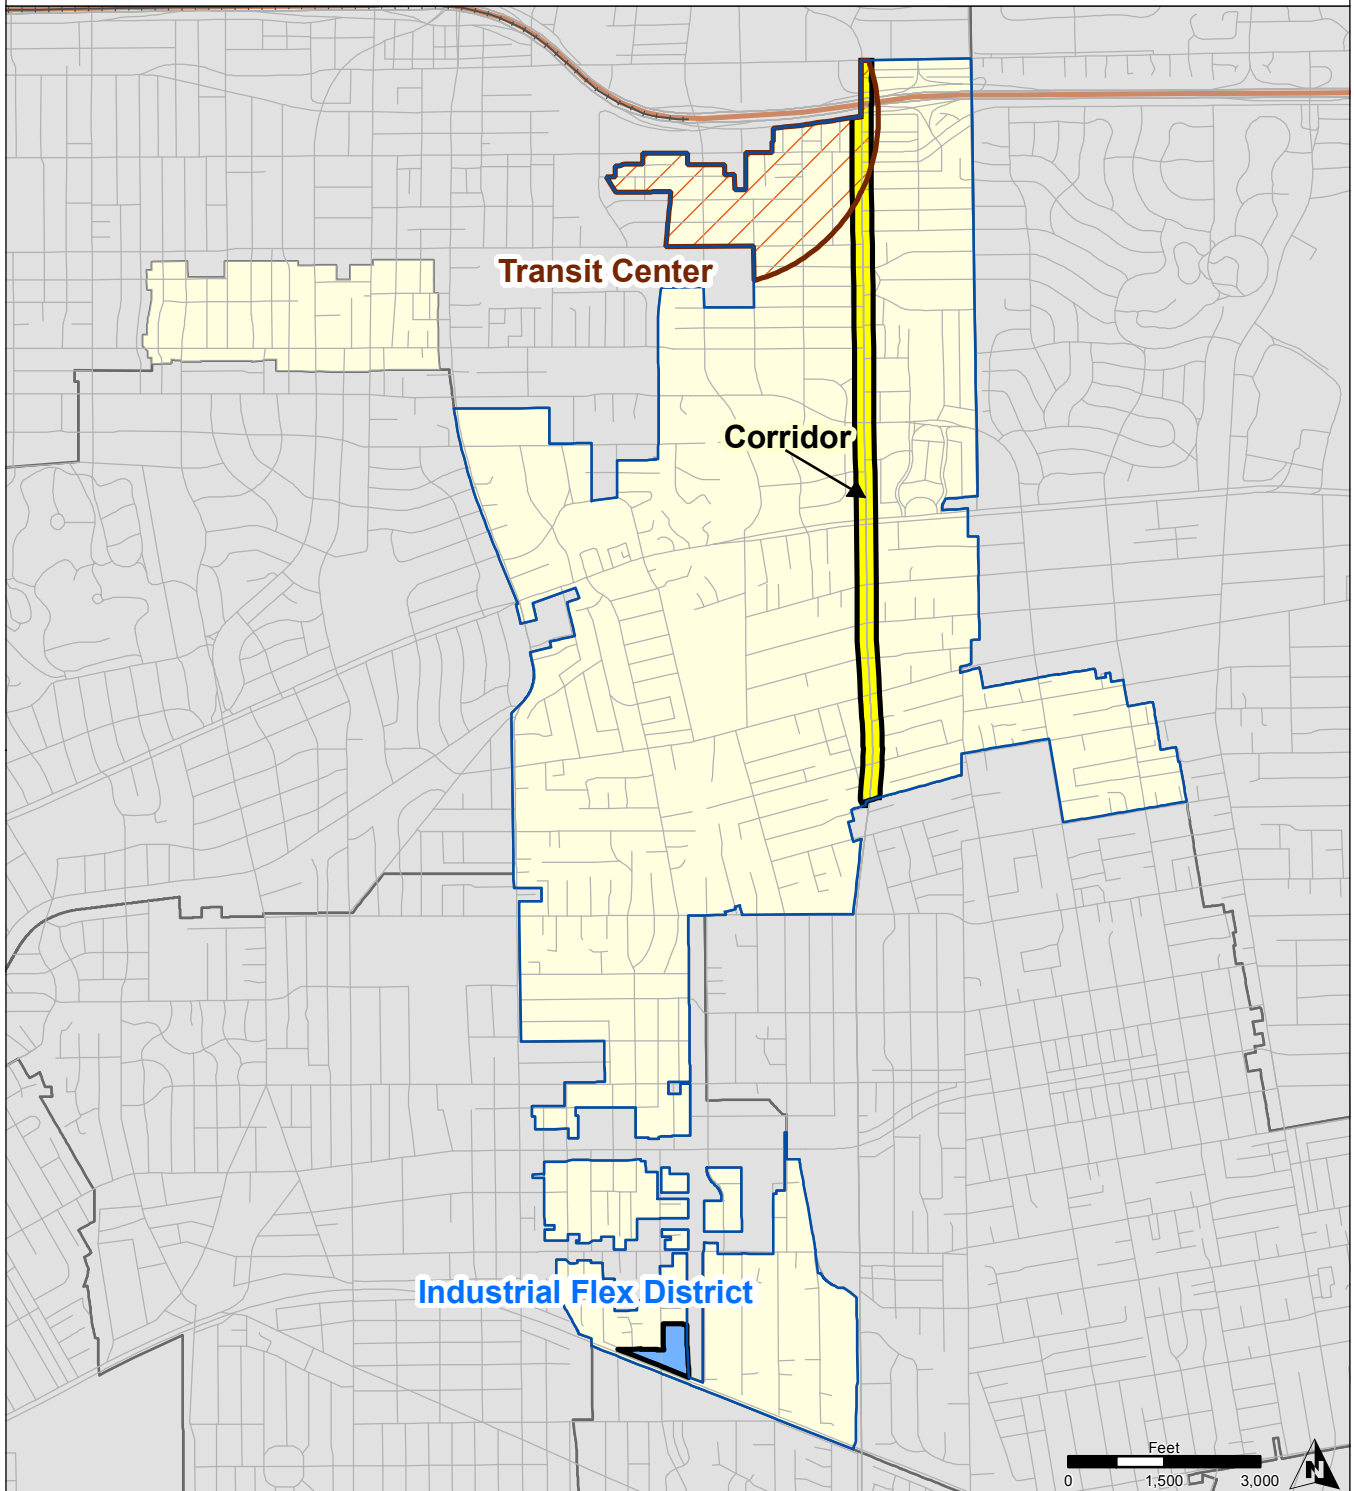 Transit Center
Corridor
Industrial Flex District
Feet
0 1,500 3,000
N